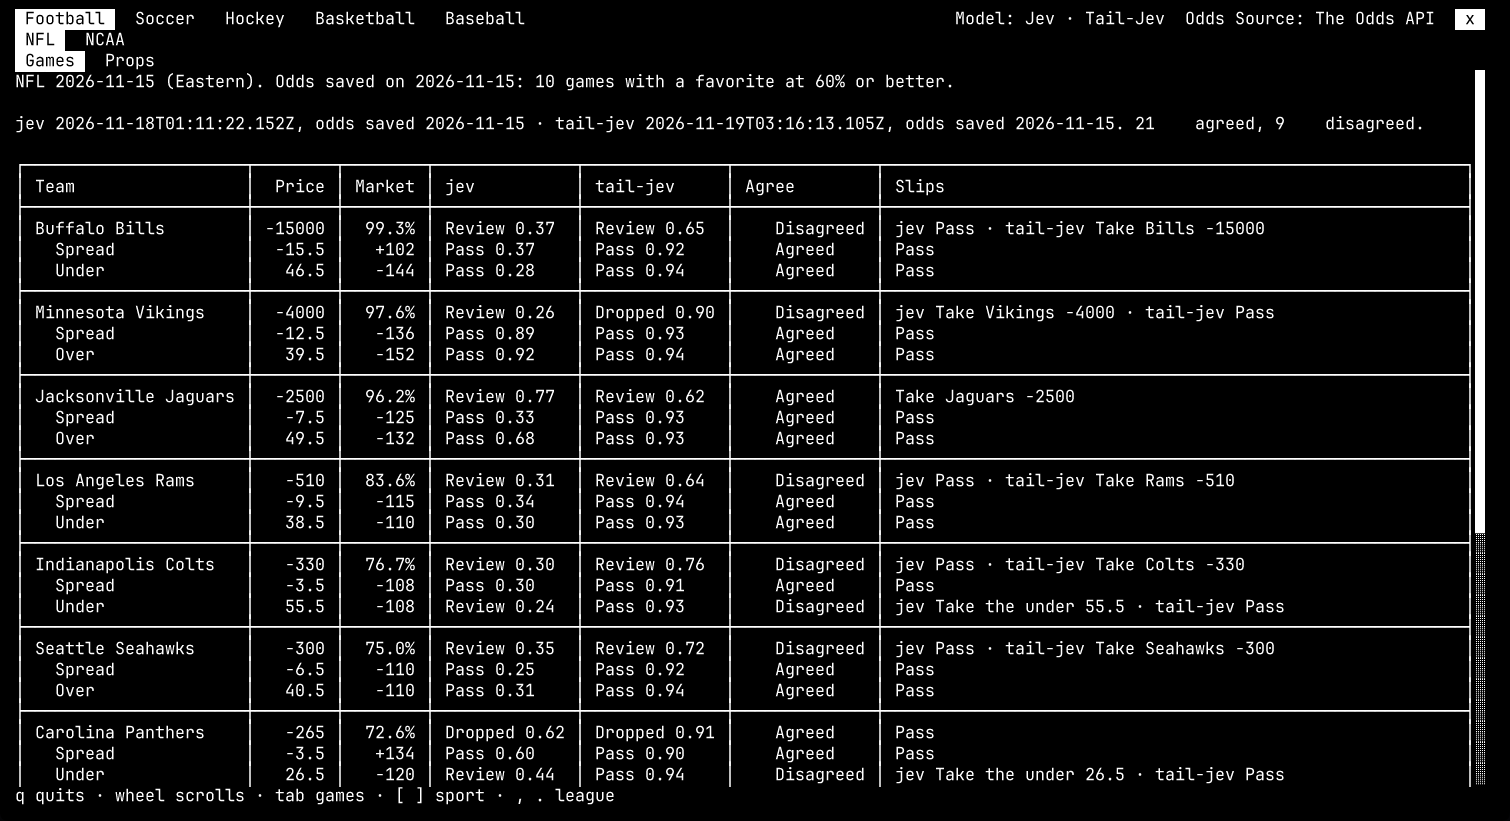 Football Soccer Hockey Basketball Baseball Model: Jev · Tail-Jev Odds Source: The Odds API x
NFL NCAA
Games Props
NFL 2026-11-15 (Eastern). Odds saved on 2026-11-15: 10 games with a favorite at 60% or better.
jev 2026-11-18T01:11:22.152Z, odds saved 2026-11-15 · tail-jev 2026-11-19T03:16:13.105Z, odds saved 2026-11-15. 21 agreed, 9 disagreed.
Team Price Market jev tail-jev Agree Slips
Buffalo Bills -15000 99.3% Review 0.37 Review 0.65 Disagreed jev Pass · tail-jev Take Bills -15000
Spread -15.5 +102 Pass 0.37 Pass 0.92 Agreed Pass
Under 46.5 -144 Pass 0.28 Pass 0.94 Agreed Pass
Minnesota Vikings -4000 97.6% Review 0.26 Dropped 0.90 Disagreed jev Take Vikings -4000 · tail-jev Pass
Spread -12.5 -136 Pass 0.89 Pass 0.93 Agreed Pass
Over 39.5 -152 Pass 0.92 Pass 0.94 Agreed Pass
Jacksonville Jaguars -2500 96.2% Review 0.77 Review 0.62 Agreed Take Jaguars -2500
Spread -7.5 -125 Pass 0.33 Pass 0.93 Agreed Pass
Over 49.5 -132 Pass 0.68 Pass 0.93 Agreed Pass
Los Angeles Rams -510 83.6% Review 0.31 Review 0.64 Disagreed jev Pass · tail-jev Take Rams -510
Spread -9.5 -115 Pass 0.34 Pass 0.94 Agreed Pass
Under 38.5 -110 Pass 0.30 Pass 0.93 Agreed Pass
Indianapolis Colts -330 76.7% Review 0.30 Review 0.76 Disagreed jev Pass · tail-jev Take Colts -330
Spread -3.5 -108 Pass 0.30 Pass 0.91 Agreed Pass
Under 55.5 -108 Review 0.24 Pass 0.93 Disagreed jev Take the under 55.5 · tail-jev Pass
Seattle Seahawks -300 75.0% Review 0.35 Review 0.72 Disagreed jev Pass · tail-jev Take Seahawks -300
Spread -6.5 -110 Pass 0.25 Pass 0.92 Agreed Pass
Over 40.5 -110 Pass 0.31 Pass 0.94 Agreed Pass
Carolina Panthers -265 72.6% Dropped 0.62 Dropped 0.91 Agreed Pass
Spread -3.5 +134 Pass 0.60 Pass 0.90 Agreed Pass
Under 26.5 -120 Review 0.44 Pass 0.94 Disagreed jev Take the under 26.5 · tail-jev Pass
q quits · wheel scrolls · tab games · [ ] sport · , . league